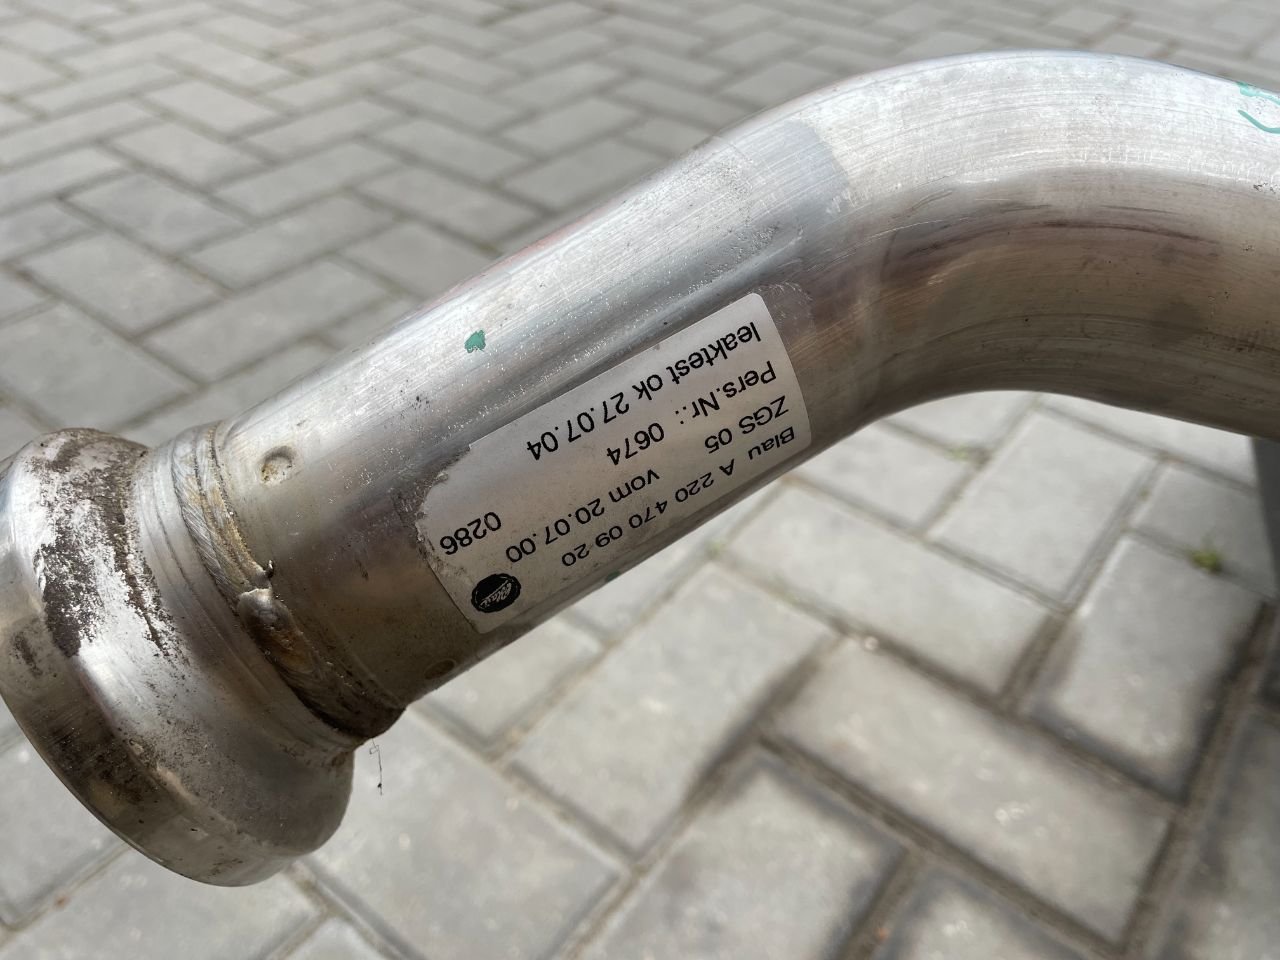 Blau A 220 470 09 20
ZGS 05 vom 20.07.00
Pers.Nr.: 0674 0286
leaktest ok 27.07.04